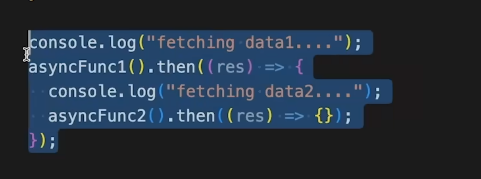 console.log("fetching data1....");
asyncFunc1().then((res) => {
  console.log("fetching data2....");
  asyncFunc2().then((res) => {});
});